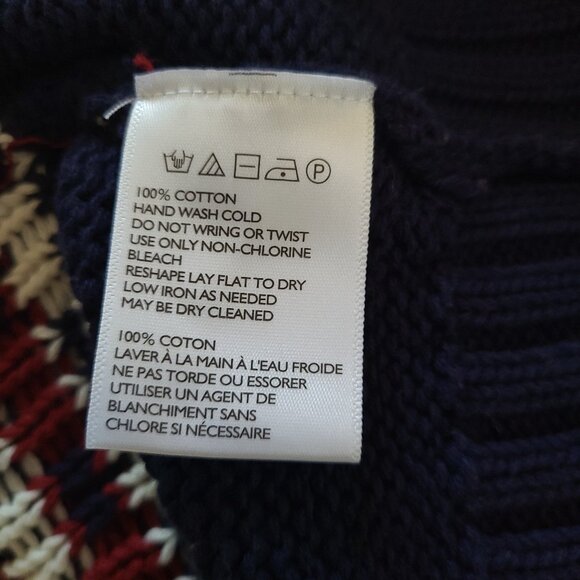 P
100% COTTON
HAND WASH COLD
DO NOT WRING OR TWIST
USE ONLY NON-CHLORINE
BLEACH
RESHAPE LAY FLAT TO DRY
LOW IRON AS NEEDED
MAY BE DRY CLEANED
100% COTON
LAVER À LA MAIN À L'EAU FROIDE
NE PAS TORDE OU ESSORER
UTILISER UN AGENT DE
BLANCHIMENT SANS
CHLORE SI NÉCESSAIRE